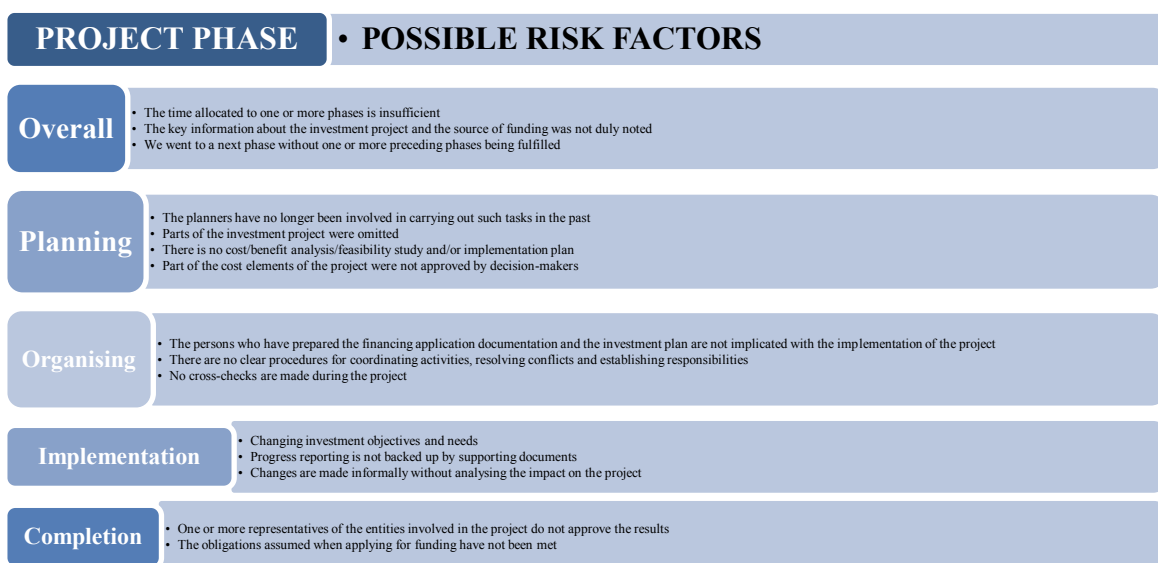 PROJECT PHASE
• POSSIBLE RISK FACTORS
Overall
• The time allocated to one or more phases is insufficient
• The key information about the investment project and the source of funding was not duly noted
• We went to a next phase without one or more preceding phases being fulfilled
Planning
• The planners have no longer been involved in carrying out such tasks in the past
• Parts of the investment project were omitted
• There is no cost/benefit analysis/feasibility study and/or implementation plan
• Part of the cost elements of the project were not approved by decision-makers
Organising
• The persons who have prepared the financing application documentation and the investment plan are not implicated with the implementation of the project
• There are no clear procedures for coordinating activities, resolving conflicts and establishing responsibilities
• No cross-checks are made during the project
Implementation
• Changing investment objectives and needs
• Progress reporting is not backed up by supporting documents
• Changes are made informally without analysing the impact on the project
Completion
• One or more representatives of the entities involved in the project do not approve the results
• The obligations assumed when applying for funding have not been met